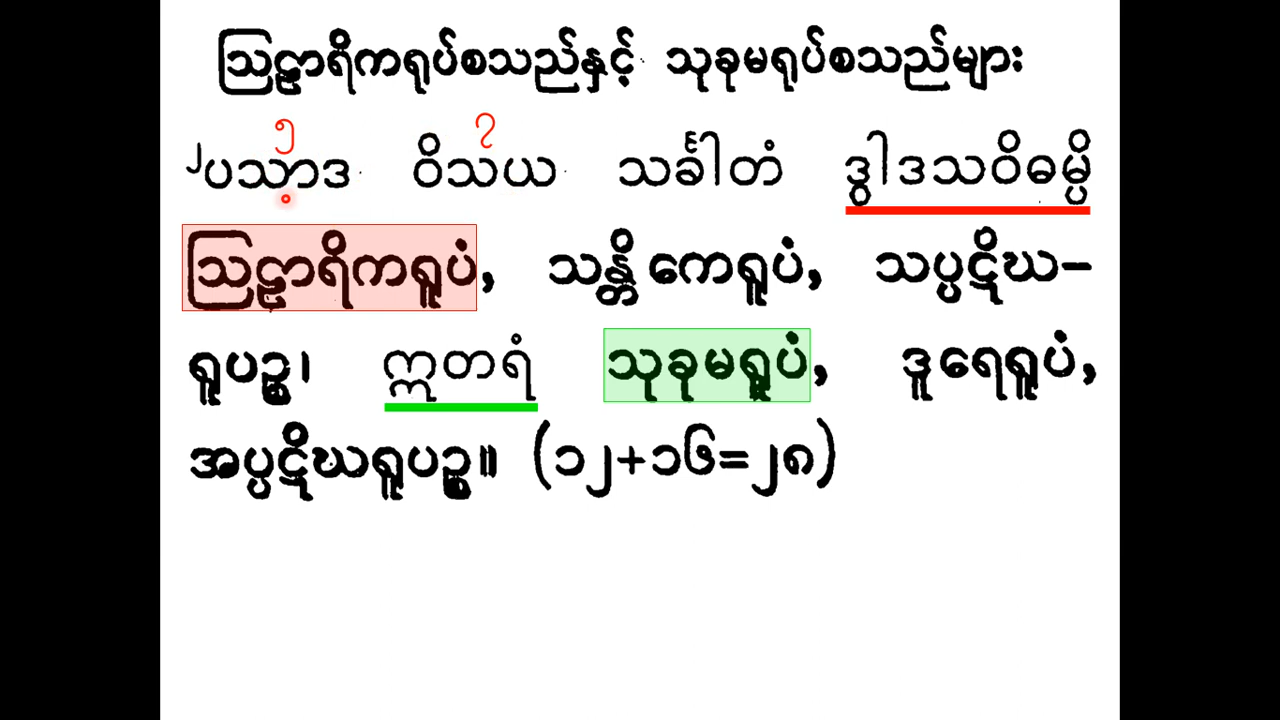 ဩဠာရိကရုပ်စသည်နှင့် သုခုမရုပ်စသည်များ
၅ ၇
၂ပသာဒ ဝိသယ သင်္ခါတံ ဒွါဒသဝိဓမ္ပိ
ဩဠာရိကရူပံ, သန္တိကေရူပံ, သပ္ပဋိဃ–
ရူပဉ္စ၊ ဣတရံ သုခုမရူပံ, ဒူရေရူပံ,
အပ္ပဋိဃရူပဉ္စ။ (၁၂+၁၆=၂၈)